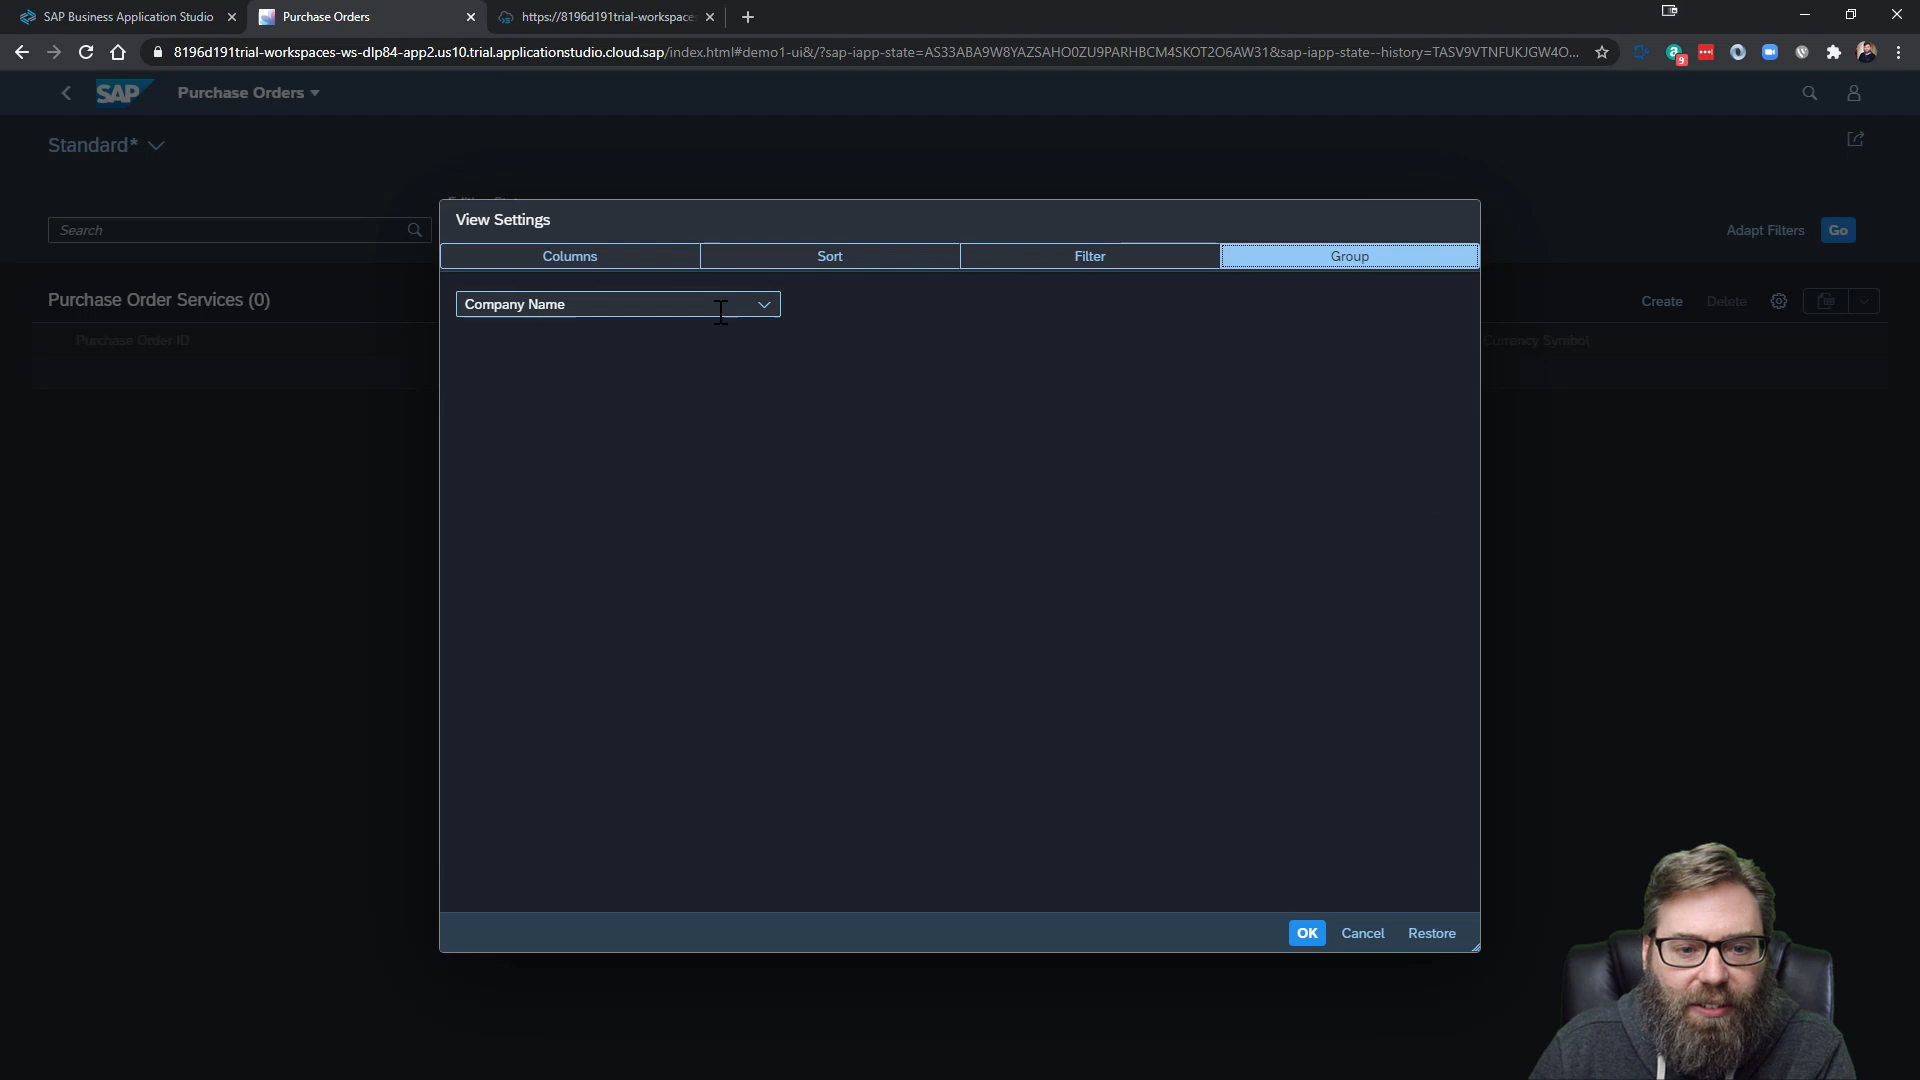 SAP Business Application Studio
Purchase Orders
https://8196d191trial-workspaces
8196d191trial-workspaces-ws-dlp84-app2.us10.trial.applicationstudio.cloud.sap/index.html#demo1-ui&/?sap-iapp-state=AS33ABA9W8YAZSAHO0ZU9PARHBCM4SKOT2O6AW31&sap-iapp-state--history=TASV9VTNFUKJGW4O...
9
SAP
Purchase Orders
Standard*
Search
Adapt Filters
Go
View Settings
Columns
Sort
Filter
Group
Company Name
Purchase Order Services (0)
Create
Delete
Purchase Order ID
Currency Symbol
OK
Cancel
Restore